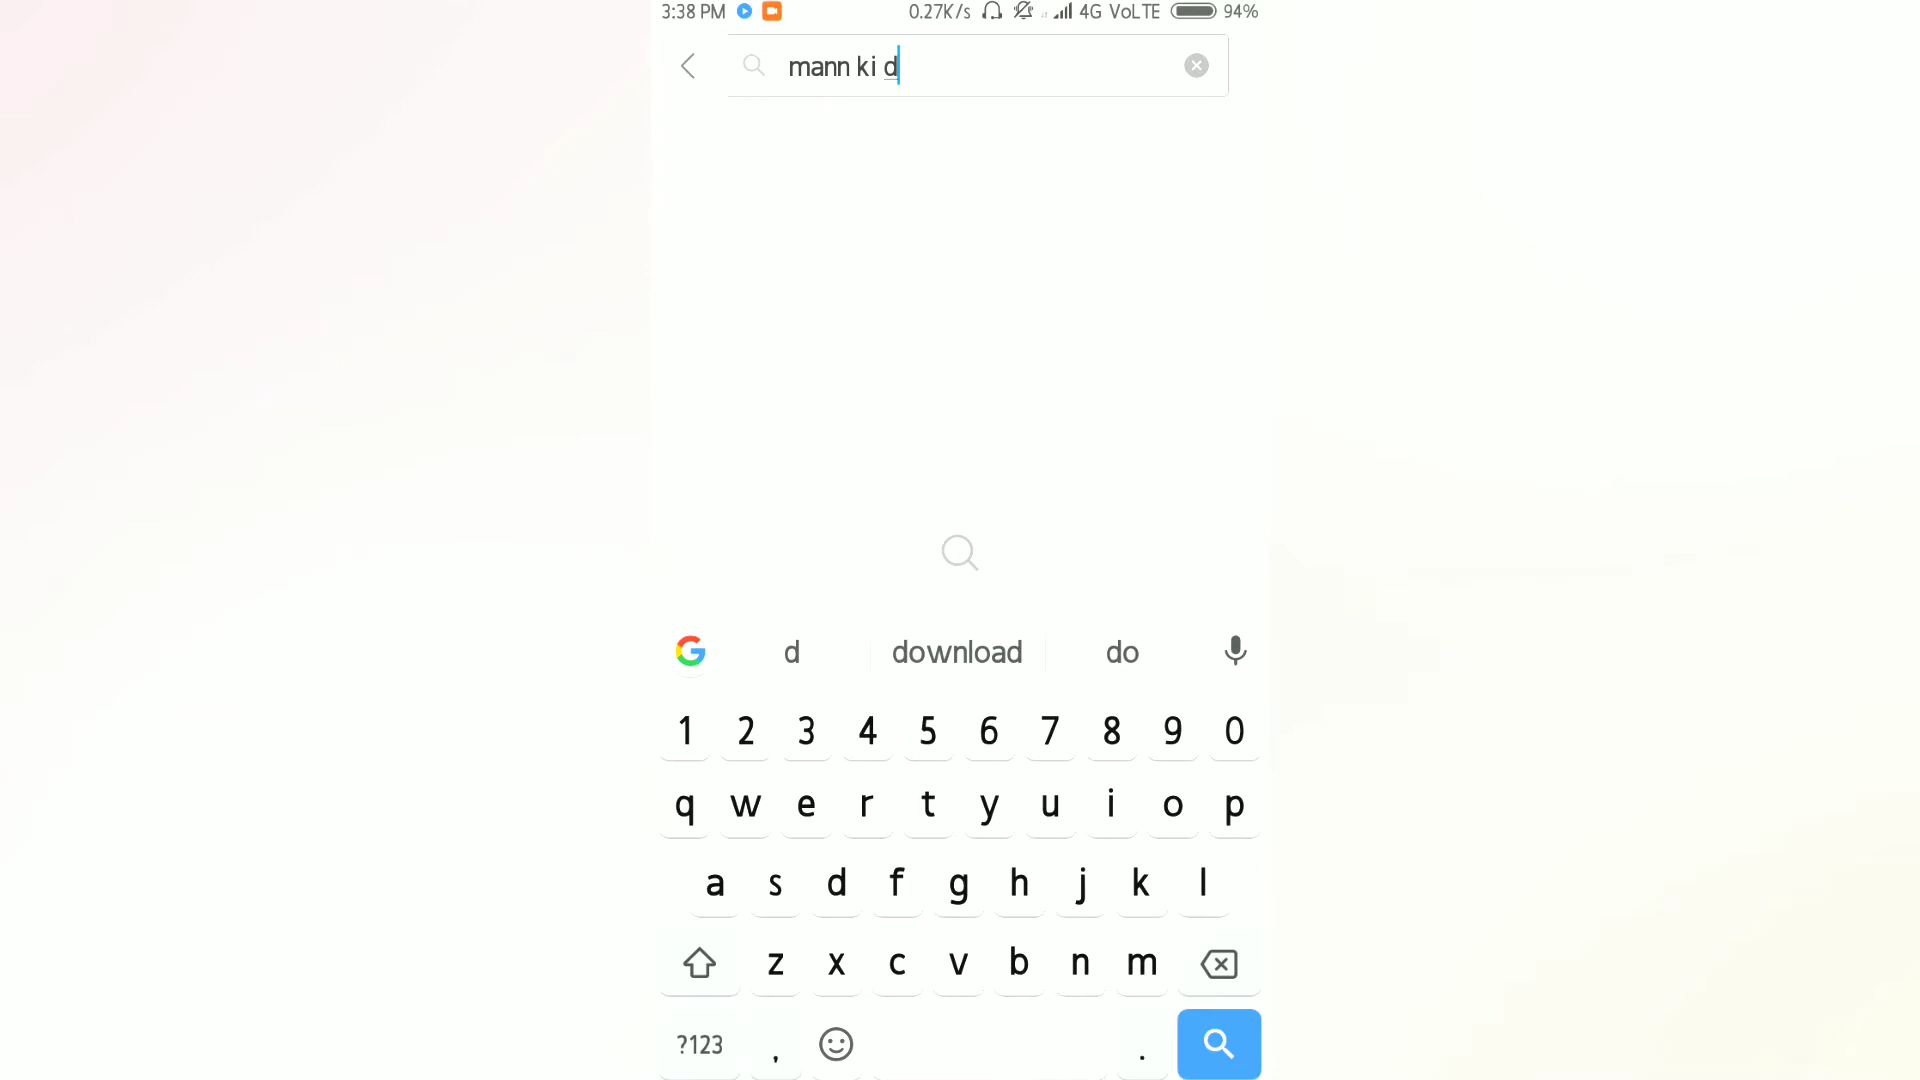 3:38 PM 0.27K/s 4G VoLTE 94%
mann ki d
d download do
1 2 3 4 5 6 7 8 9 0
q w e r t y u i o p
a s d f g h j k l
z x c v b n m
?123 , .